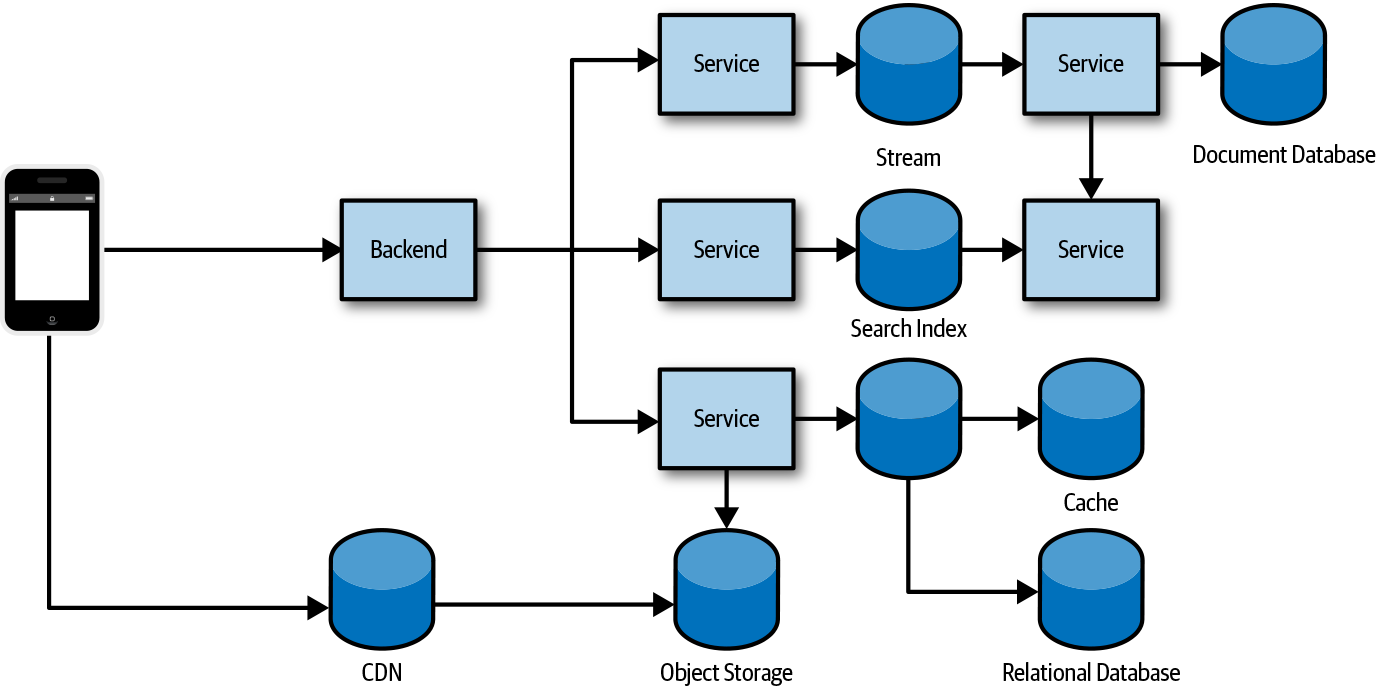 Service
Service
Stream
Document Database
Backend
Service
Service
Search Index
Service
Cache
CDN
Object Storage
Relational Database